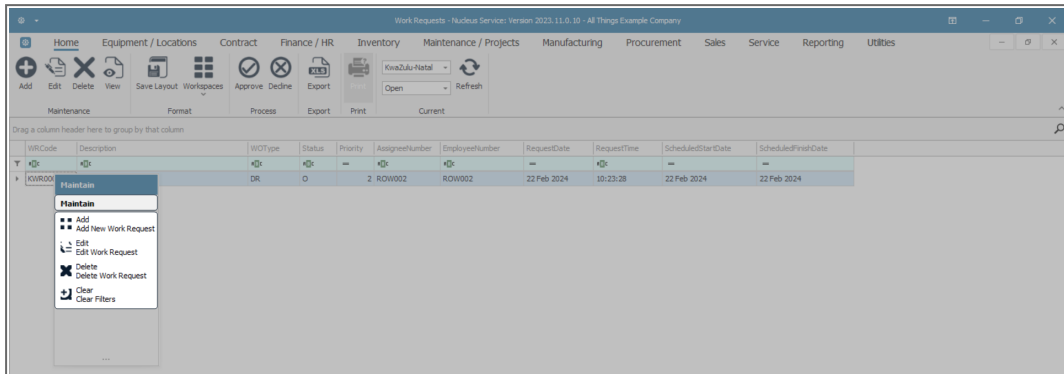 Work Requests - Nucleus Service: Version 2023.11.0.10 - All Things Example Company
Home Equipment / Locations Contract Finance / HR Inventory Maintenance / Projects Manufacturing Procurement Sales Service Reporting Utilities
Add Edit Delete View Save Layout Workspaces Approve Decline Export Print KwaZulu-Natal Open Refresh
Maintenance Format Process Export Print Current
Drag a column header here to group by that column
WRCode Description WOType Status Priority AssigneeNumber EmployeeNumber RequestDate RequestTime ScheduledStartDate ScheduledFinishDate
DR O 2 ROW002 ROW002 22 Feb 2024 10:23:28 22 Feb 2024 22 Feb 2024
Maintain
Maintain
Add
Add New Work Request
Edit
Edit Work Request
Delete
Delete Work Request
Clear
Clear Filters
...